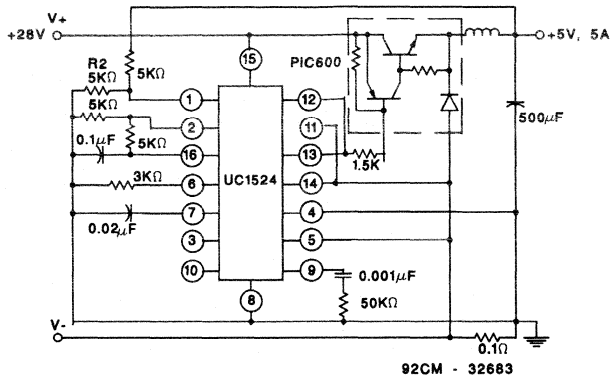 V+
+28V
+5V, 5A
R2
5KΩ
5KΩ
PIC600
15
5KΩ
1
12
500µF
2
11
0.1µF
5KΩ
16
13
1.5K
3KΩ
6
UC1524
14
7
4
0.02µF
3
5
10
9
0.001µF
50KΩ
8
V-
0.1Ω
92CM - 32683